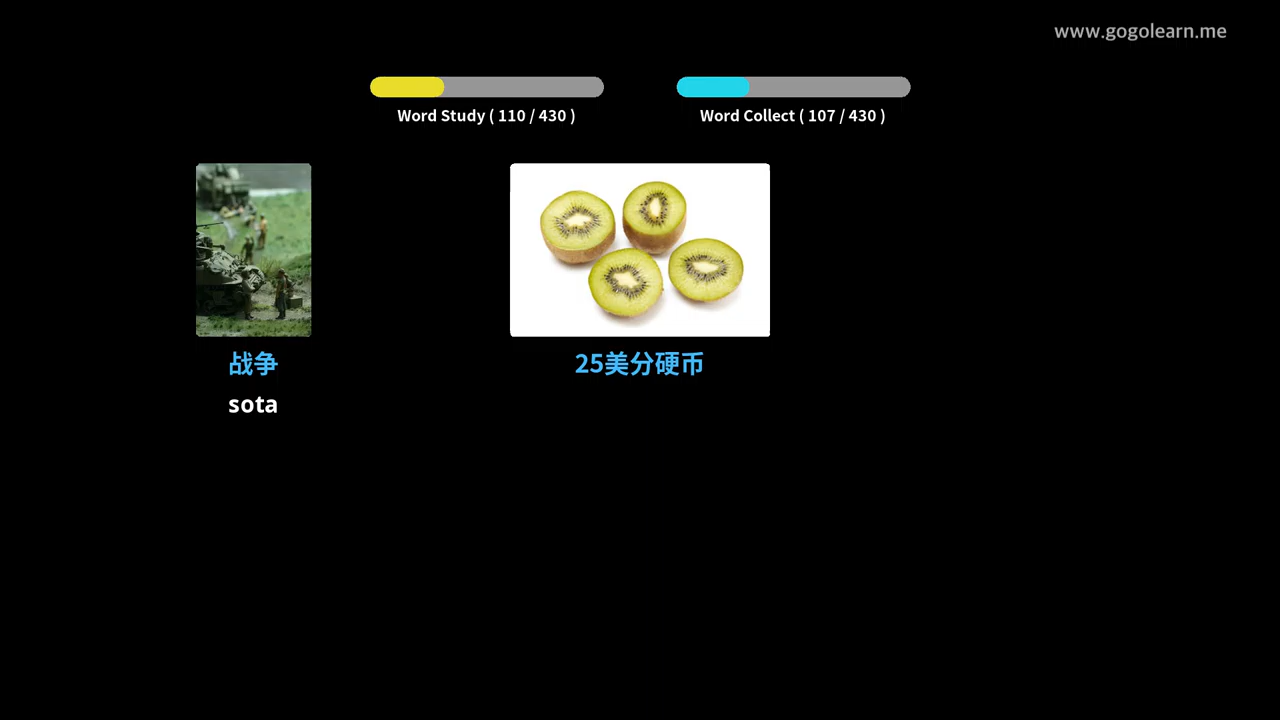 www.gogolearn.me
Word Study ( 110 / 430 )
Word Collect ( 107 / 430 )
战争
25美分硬币
sota